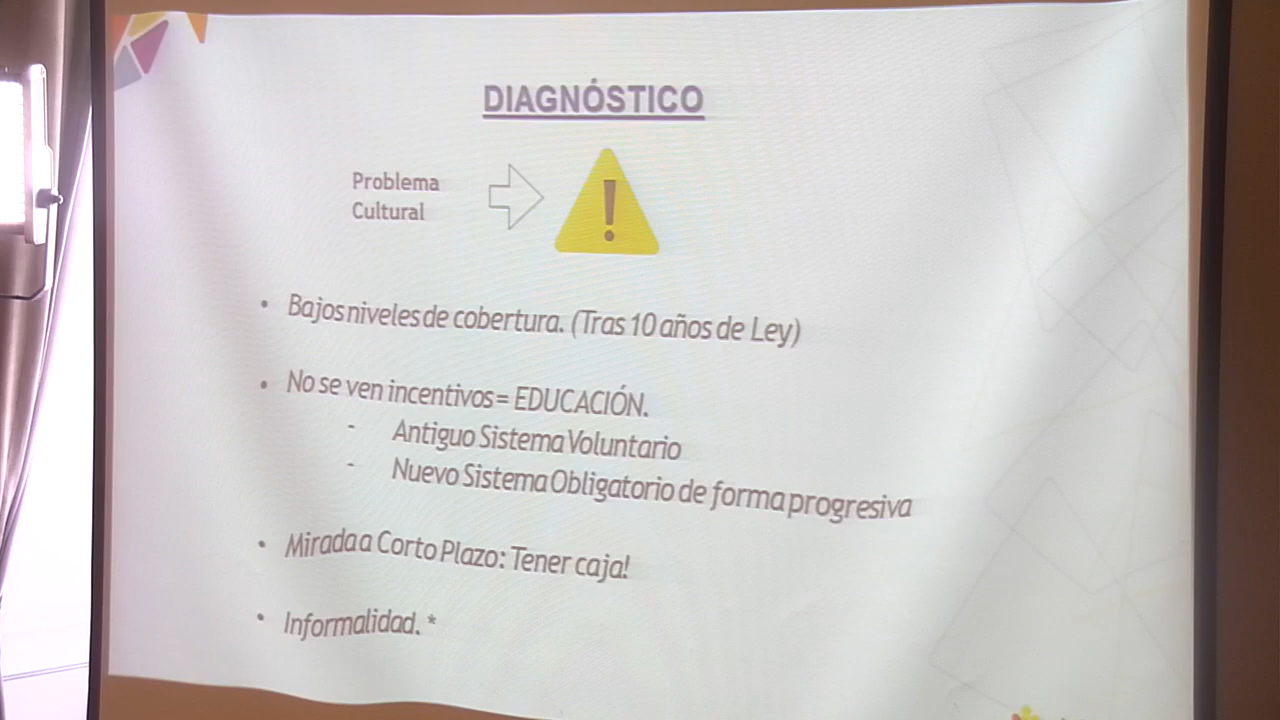 DIAGNÓSTICO
Problema
Cultural
!
• Bajos niveles de cobertura. (Tras 10 años de Ley)
• No se ven incentivos = EDUCACIÓN.
- Antiguo Sistema Voluntario
- Nuevo Sistema Obligatorio de forma progresiva
• Mirada a Corto Plazo: Tener caja!
• Informalidad. *